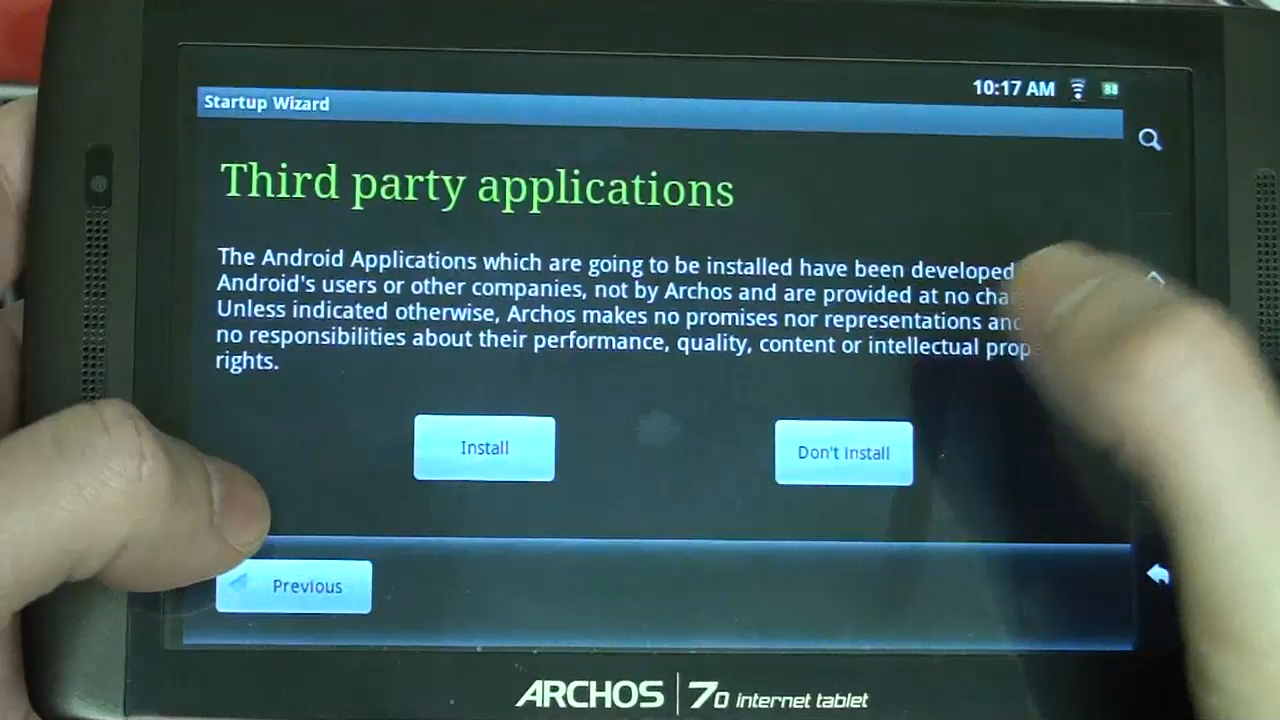 10:17 AM
88
Startup Wizard
Third party applications
The Android Applications which are going to be installed have been developed
Android's users or other companies, not by Archos and are provided at no
Unless indicated otherwise, Archos makes no promises nor representations and
no responsibilities about their performance, quality, content or intellectual
rights.
Install
Don't Install
Previous
ARCHOS 70 internet tablet